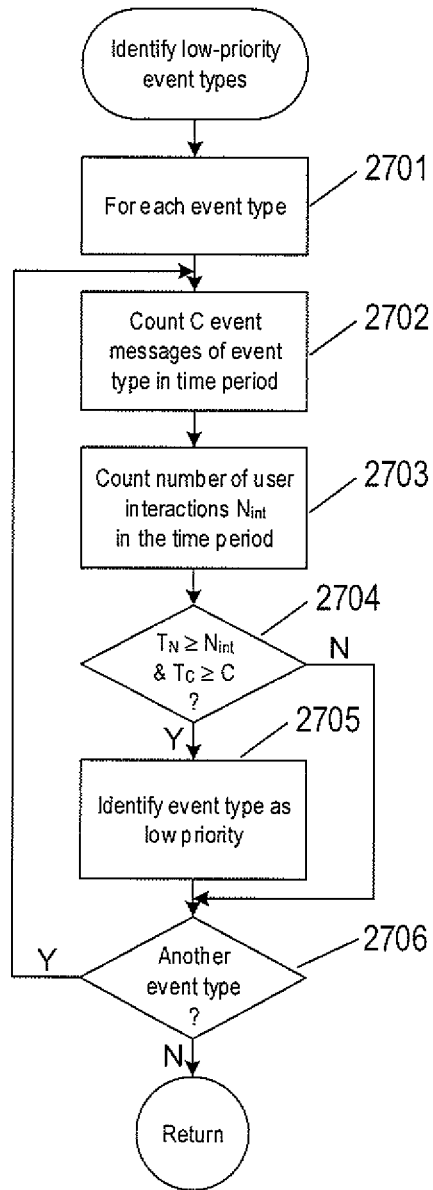 Identify low-priority
event types
2701
For each event type
2702
Count C event
messages of event
type in time period
2703
Count number of user
interactions Nint
in the time period
2704
TN ≥ Nint
& TC ≥ C
?
N
Y
2705
Identify event type as
low priority
2706
Y
Another
event type
?
N
Return